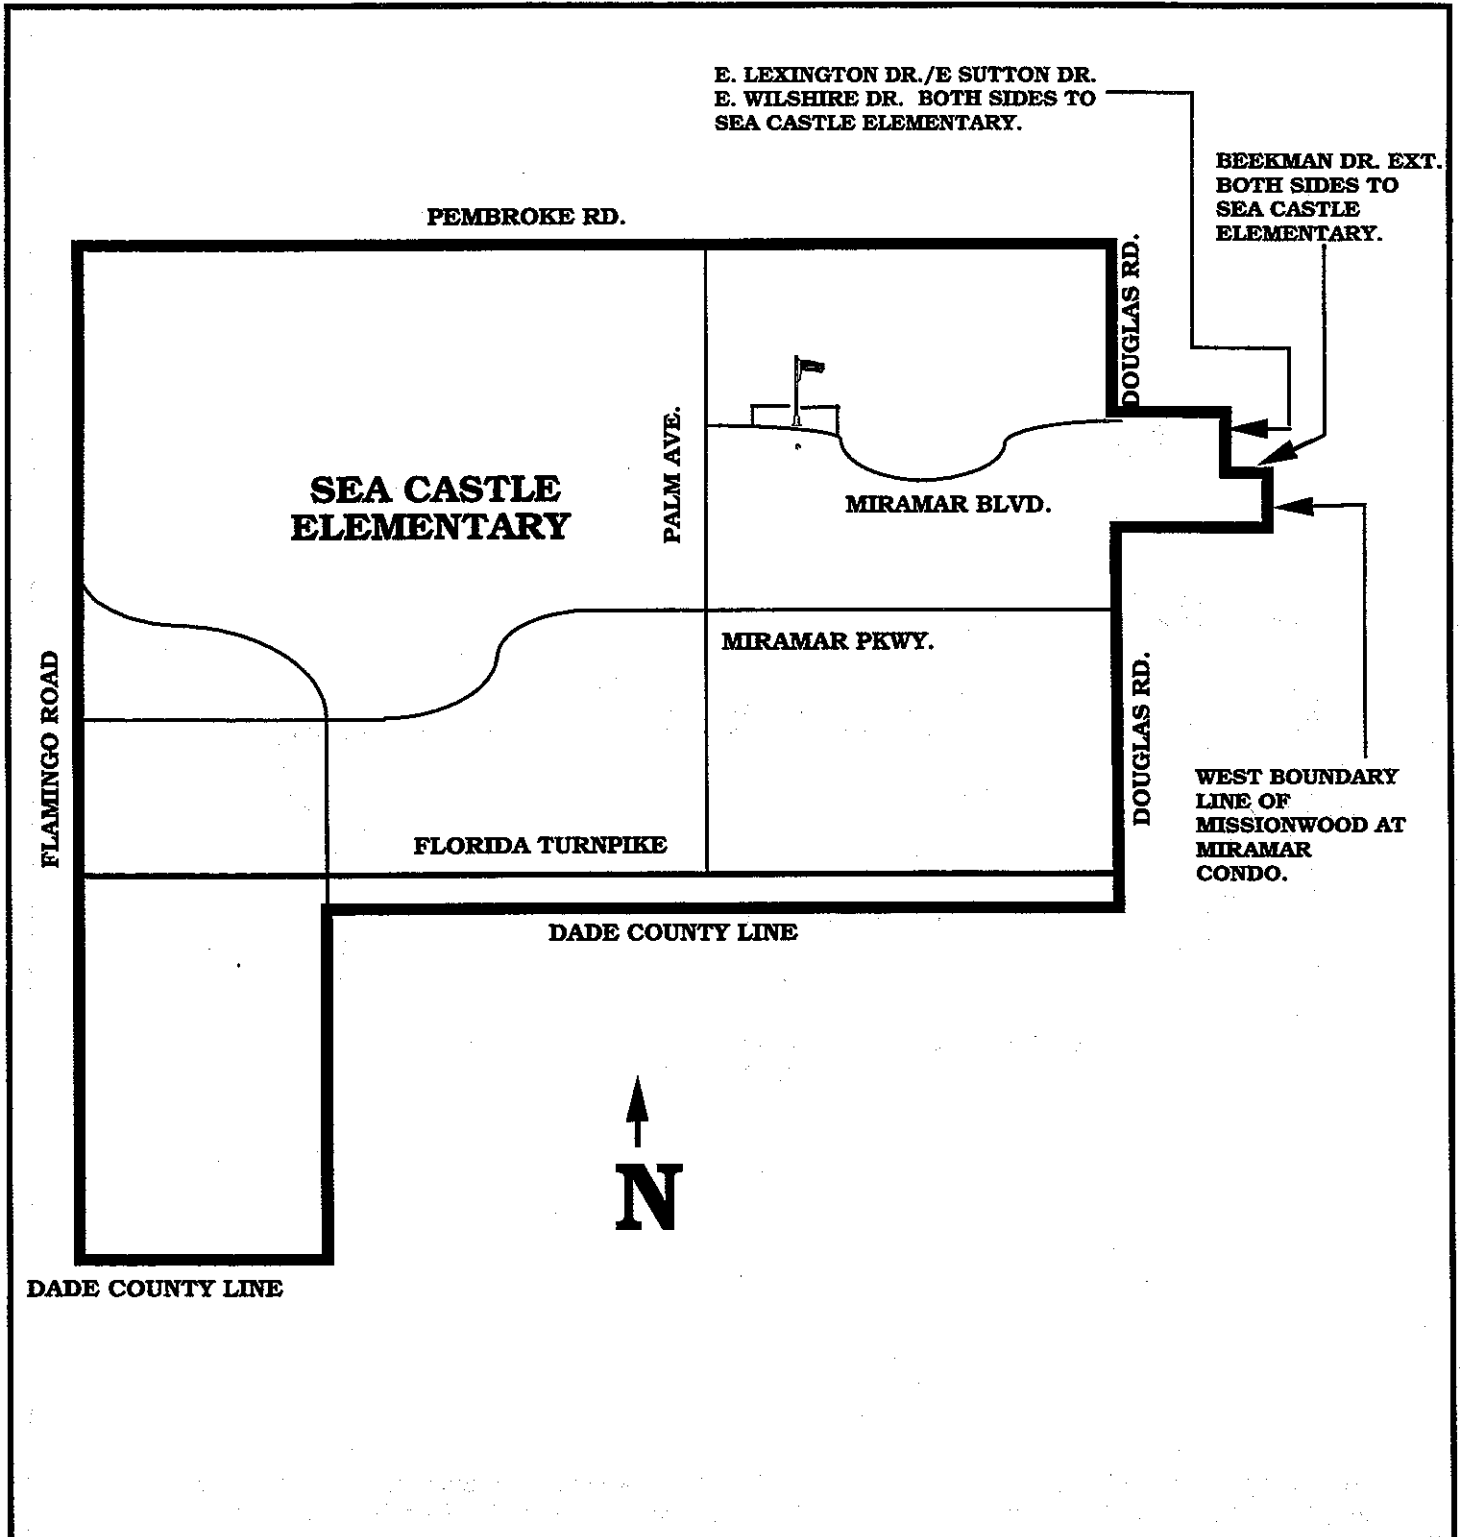 E. LEXINGTON DR./E SUTTON DR.
E. WILSHIRE DR. BOTH SIDES TO
SEA CASTLE ELEMENTARY.
BEEKMAN DR. EXT.
BOTH SIDES TO
SEA CASTLE
ELEMENTARY.
PEMBROKE RD.
DOUGLAS RD.
PALM AVE.
SEA CASTLE
ELEMENTARY
MIRAMAR BLVD.
MIRAMAR PKWY.
FLAMINGO ROAD
DOUGLAS RD.
WEST BOUNDARY
LINE OF
MISSIONWOOD AT
MIRAMAR
CONDO.
FLORIDA TURNPIKE
DADE COUNTY LINE
N
DADE COUNTY LINE